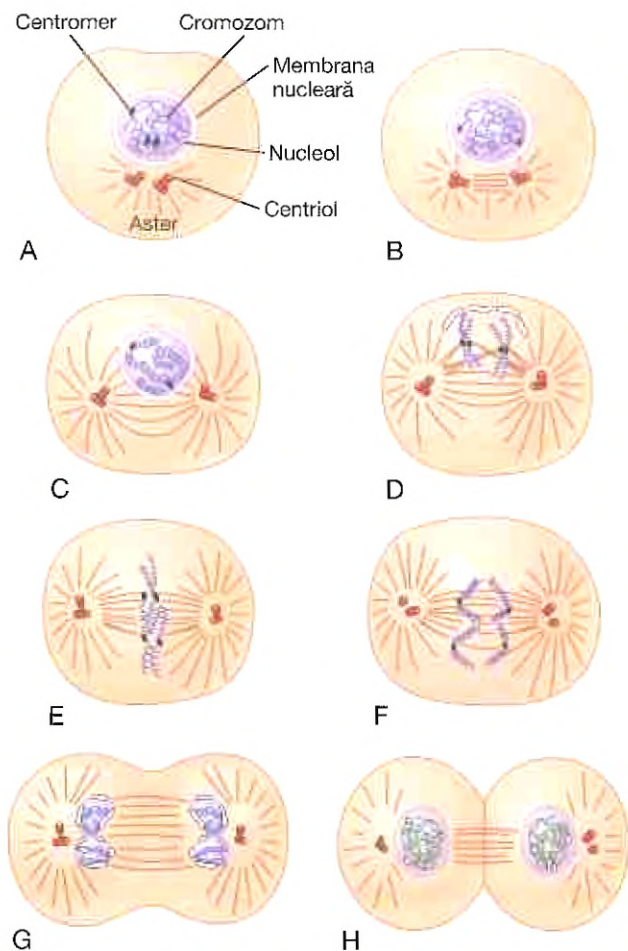 Centromer
Cromozom
Membrana
nucleară
Nucleol
Centriol
Aster
A
B
C
D
E
F
G
H